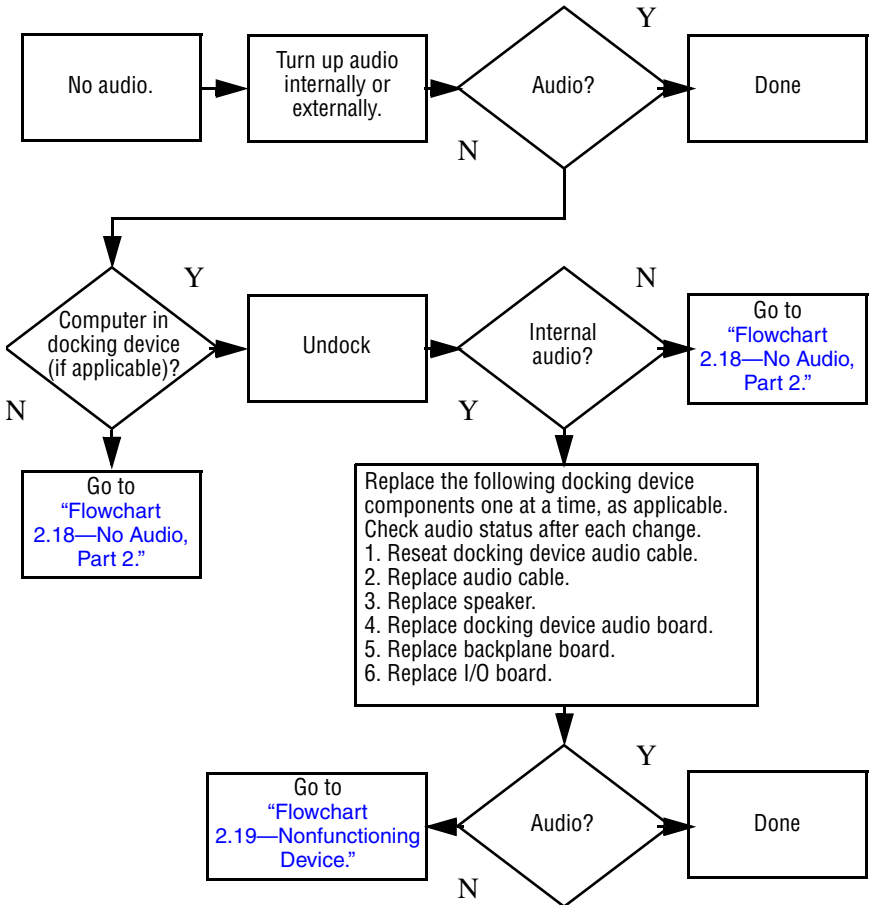 Y
No audio.
Turn up audio
internally or
externally.
Audio?
Done
N
Y
N
Computer in
docking device
(if applicable)?
Undock
Internal
audio?
Go to
“Flowchart
2.18—No Audio,
Part 2.”
N
Y
Go to
“Flowchart
2.18—No Audio,
Part 2.”
Replace the following docking device
components one at a time, as applicable.
Check audio status after each change.
1. Reseat docking device audio cable.
2. Replace audio cable.
3. Replace speaker.
4. Replace docking device audio board.
5. Replace backplane board.
6. Replace I/O board.
Y
Go to
“Flowchart
2.19—Nonfunctioning
Device.”
Audio?
Done
N